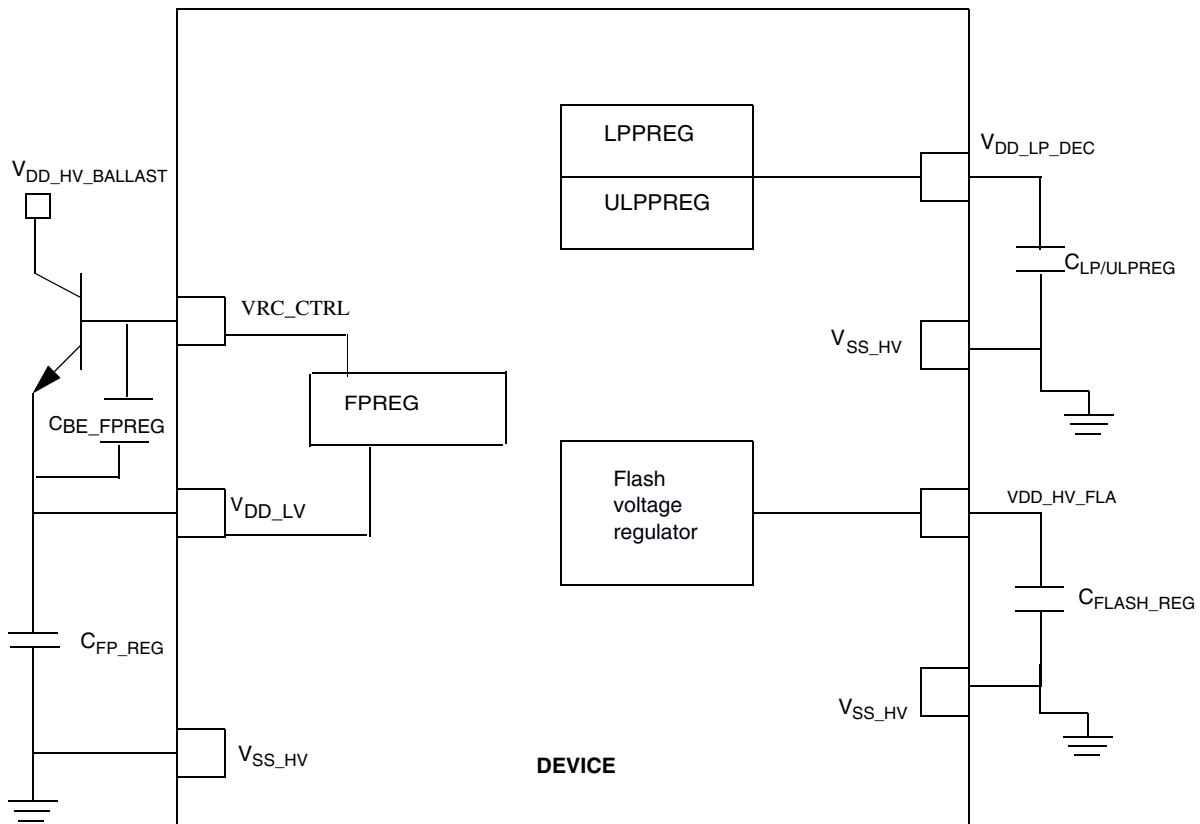 LPPREG
ULPPREG
VDD_LP_DEC
VDD_HV_BALLAST
CLP/ULPREG
VRC_CTRL
VSS_HV
FPREG
CBE_FPREG
Flash
voltage
regulator
VDD_LV
VDD_HV_FLA
CFLASH_REG
CFP_REG
VSS_HV
VSS_HV
DEVICE